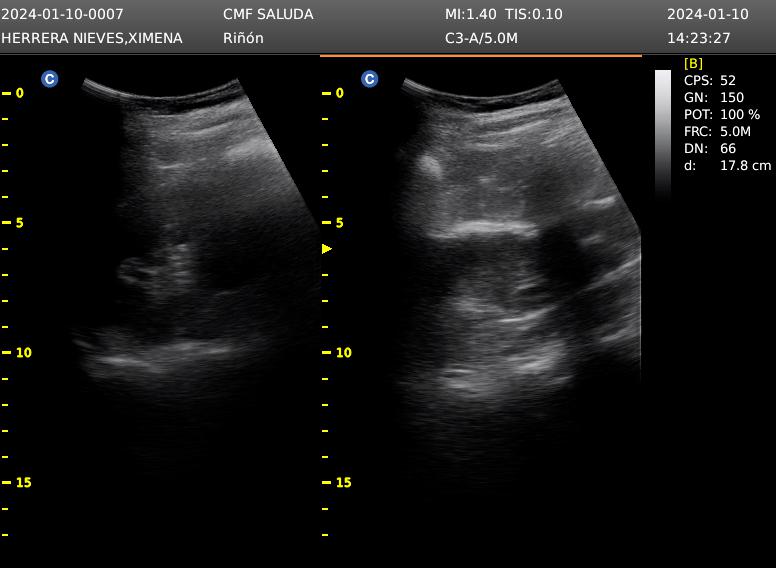 2024-01-10-0007 CMF SALUDA MI:1.40 TIS:0.10 2024-01-10
HERRERA NIEVES,XIMENA Riñón C3-A/5.0M 14:23:27
C
C
[B]
CPS: 52
GN: 150
POT: 100 %
FRC: 5.0M
DN: 66
d: 17.8 cm
0
5
10
15
0
5
10
15